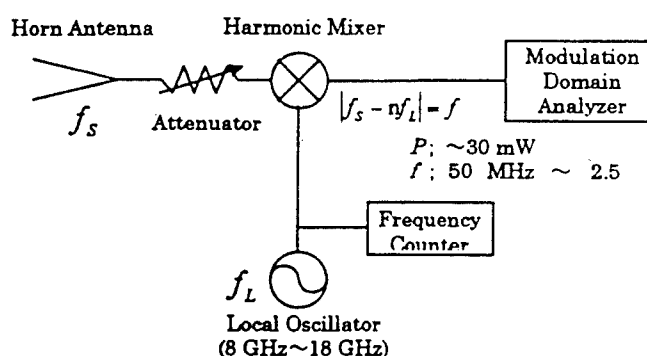 Horn Antenna
Harmonic Mixer
f_S
Attenuator
|f_S − nf_L| = f
Modulation
Domain
Analyzer
P; ~30 mW
f ; 50 MHz ~ 2.5
Frequency
Counter
f_L
Local Oscillator
(8 GHz~18 GHz)